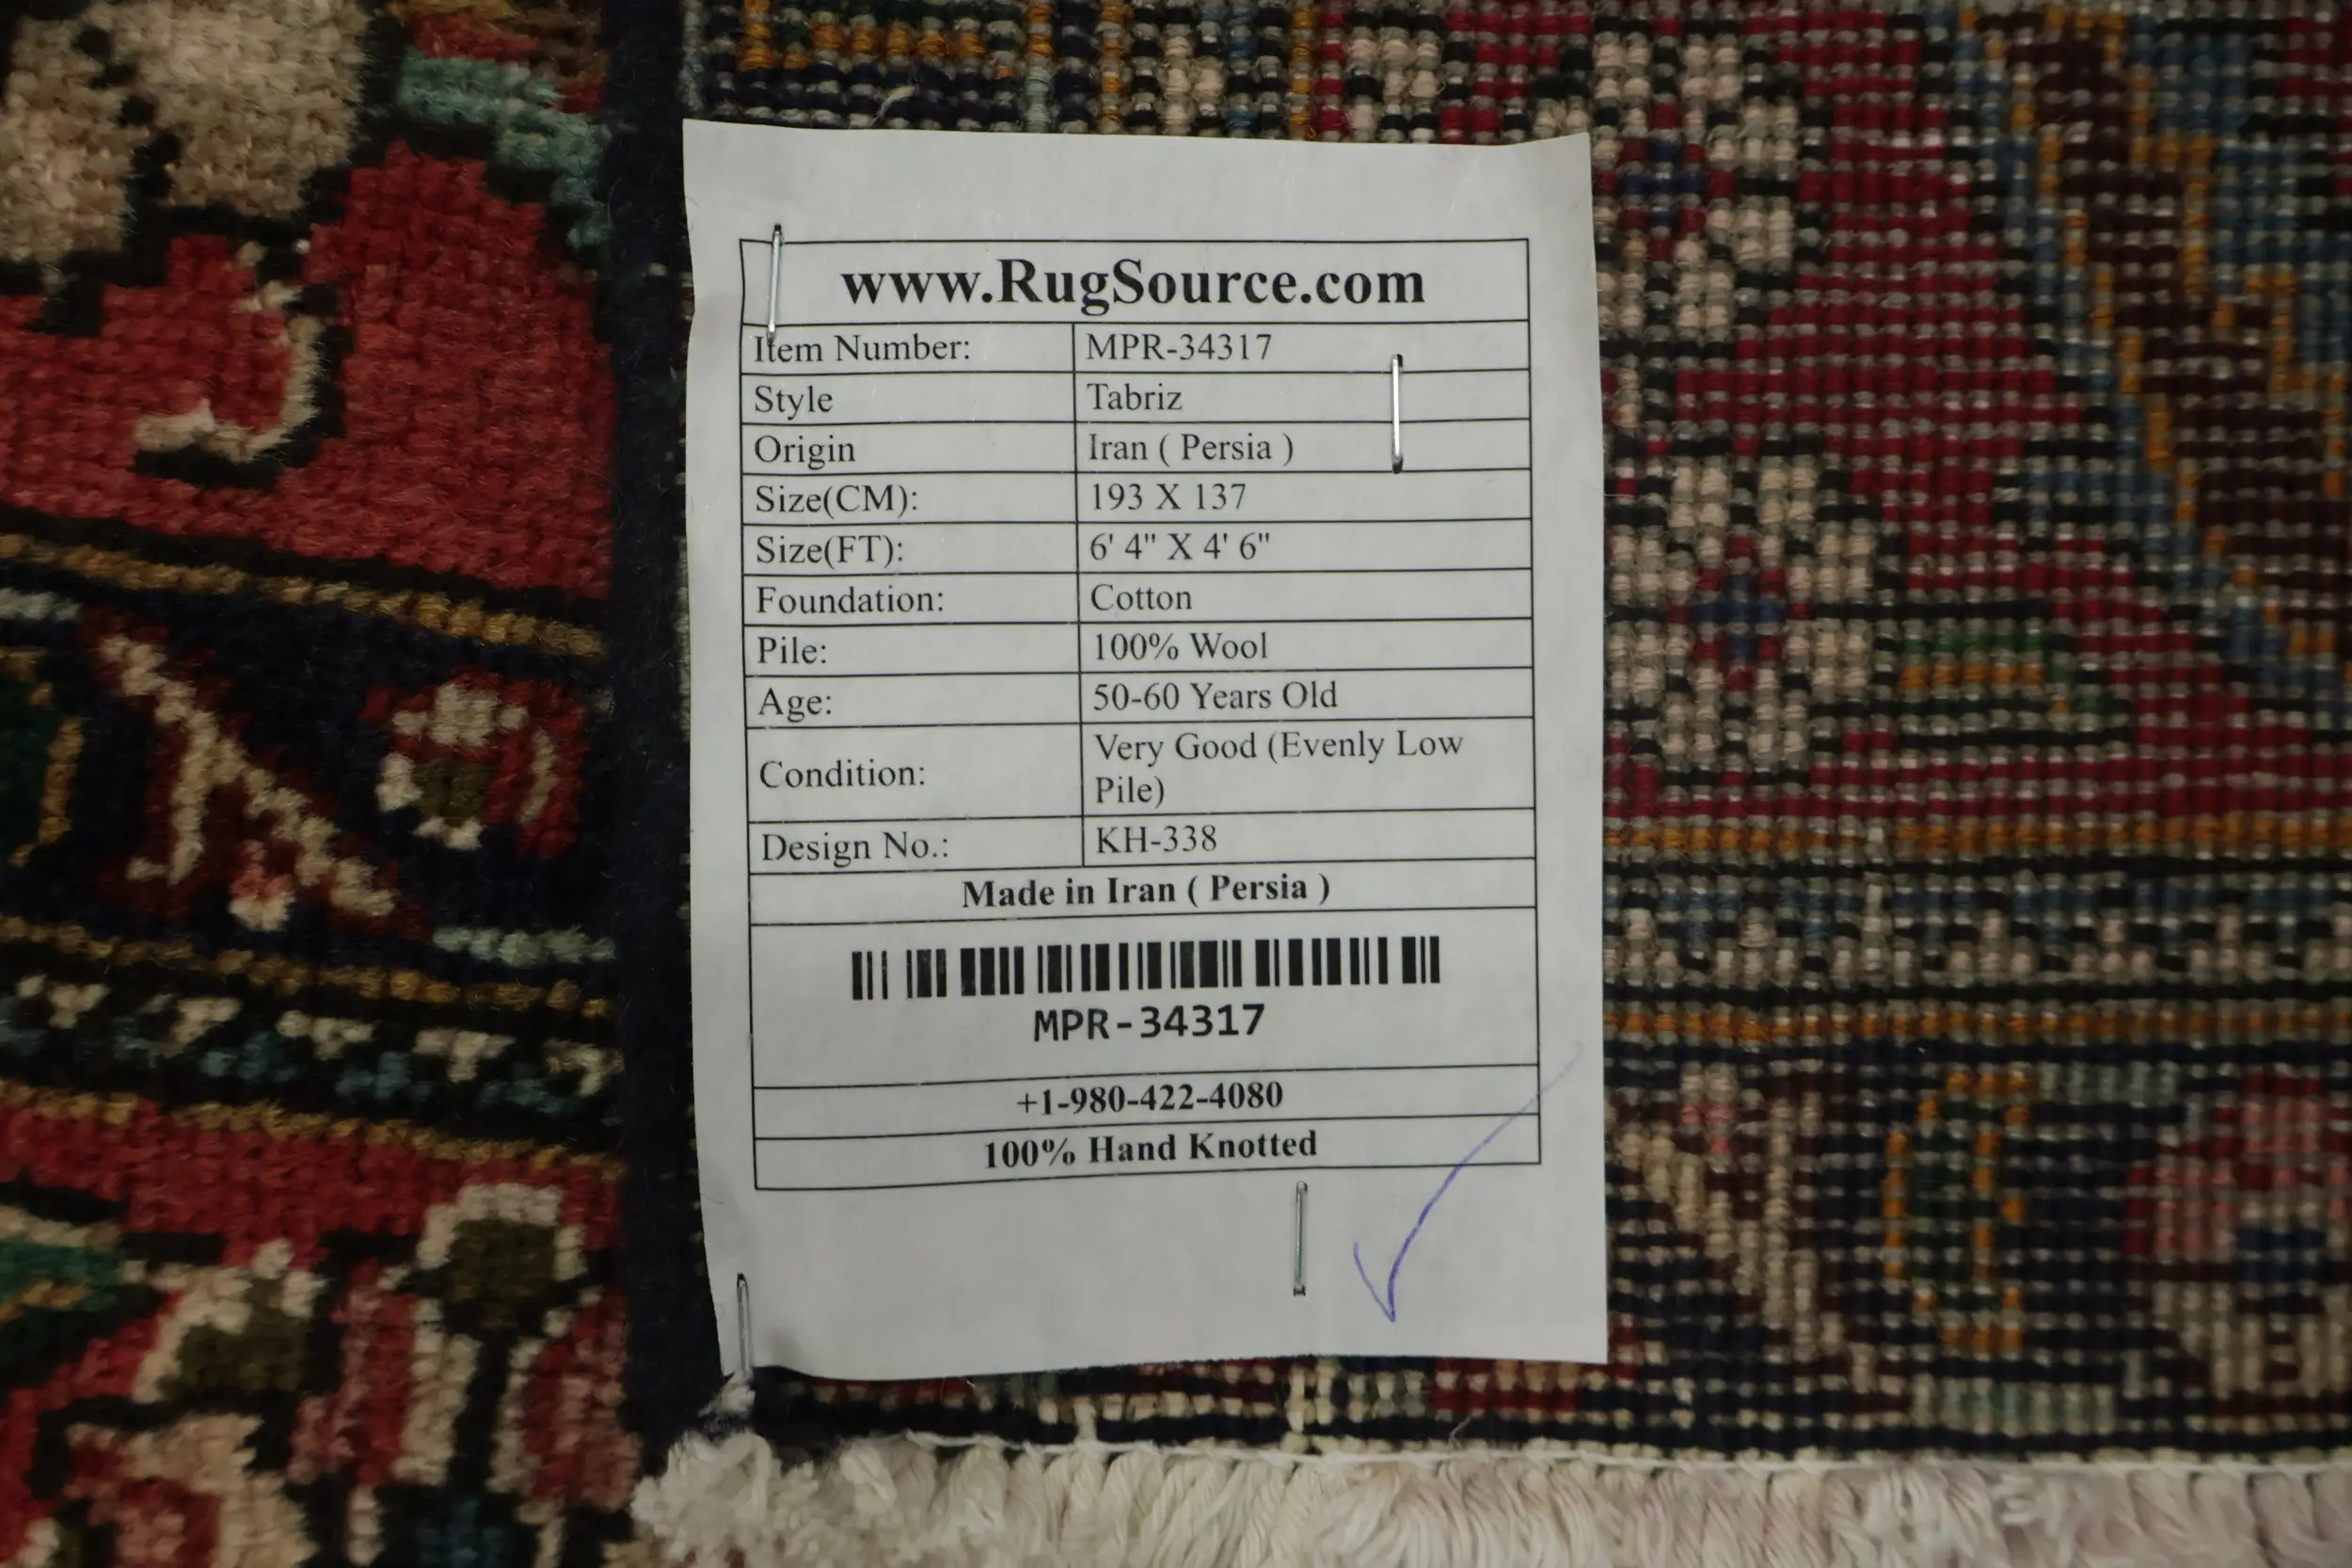 www.RugSource.com
Item Number: MPR-34317
Style Tabriz
Origin Iran ( Persia )
Size(CM): 193 X 137
Size(FT): 6' 4" X 4' 6"
Foundation: Cotton
Pile: 100% Wool
Age: 50-60 Years Old
Condition: Very Good (Evenly Low
Pile)
Design No.: KH-338
Made in Iran ( Persia )
MPR-34317
+1-980-422-4080
100% Hand Knotted